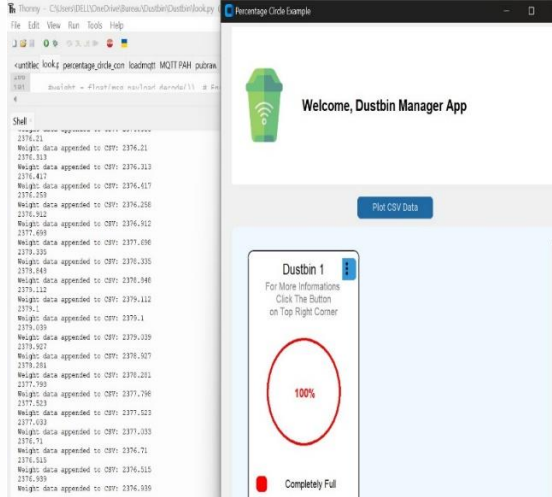 Thonny - C:\Users\DELL\OneDrive\Bureau\Dustbin\Dustbin\look.py
File Edit View Run Tools Help
<untitled look.py percentage_circle_con loadmqtt MQTT PAH pubraw
101 #weight = float(msg.payload.decode())
Shell
2376.21
Weight data appended to CSV: 2376.21
2376.313
Weight data appended to CSV: 2376.313
2376.417
Weight data appended to CSV: 2376.417
2376.258
Weight data appended to CSV: 2376.258
2376.912
Weight data appended to CSV: 2376.912
2377.698
Weight data appended to CSV: 2377.698
2378.335
Weight data appended to CSV: 2378.335
2378.848
Weight data appended to CSV: 2378.848
2379.112
Weight data appended to CSV: 2379.112
2379.1
Weight data appended to CSV: 2379.1
2379.039
Weight data appended to CSV: 2379.039
2378.927
Weight data appended to CSV: 2378.927
2378.281
Weight data appended to CSV: 2378.281
2377.798
Weight data appended to CSV: 2377.798
2377.523
Weight data appended to CSV: 2377.523
2377.033
Weight data appended to CSV: 2377.033
2376.71
Weight data appended to CSV: 2376.71
2376.515
Weight data appended to CSV: 2376.515
2376.939
Weight data appended to CSV: 2376.939
Percentage Circle Example
Welcome, Dustbin Manager App
Plot CSV Data
Dustbin 1
For More Informations
Click The Button
on Top Right Corner
100%
Completely Full